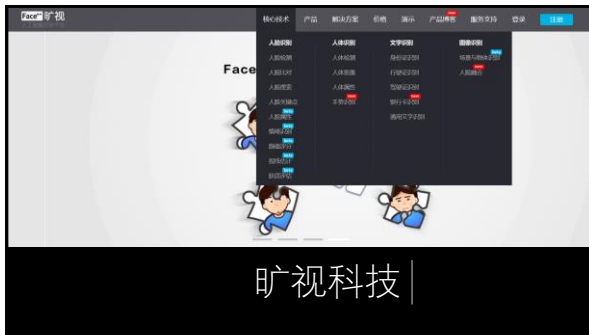 Face++ 旷视
核心技术 产品 解决方案 价格 演示 产品博客 服务支持 登录 注册
人脸识别 人体识别 文字识别 图像识别
人脸检测 人体检测 身份证识别 场景与物体识别
人脸比对 人体抠像 行驶证识别 人脸融合
人脸搜索 人体属性 驾驶证识别
人脸关键点 手势识别 银行卡识别
人脸属性 通用文字识别
情绪识别
颜值评分
视线估计
皮肤评估
Face
旷视科技